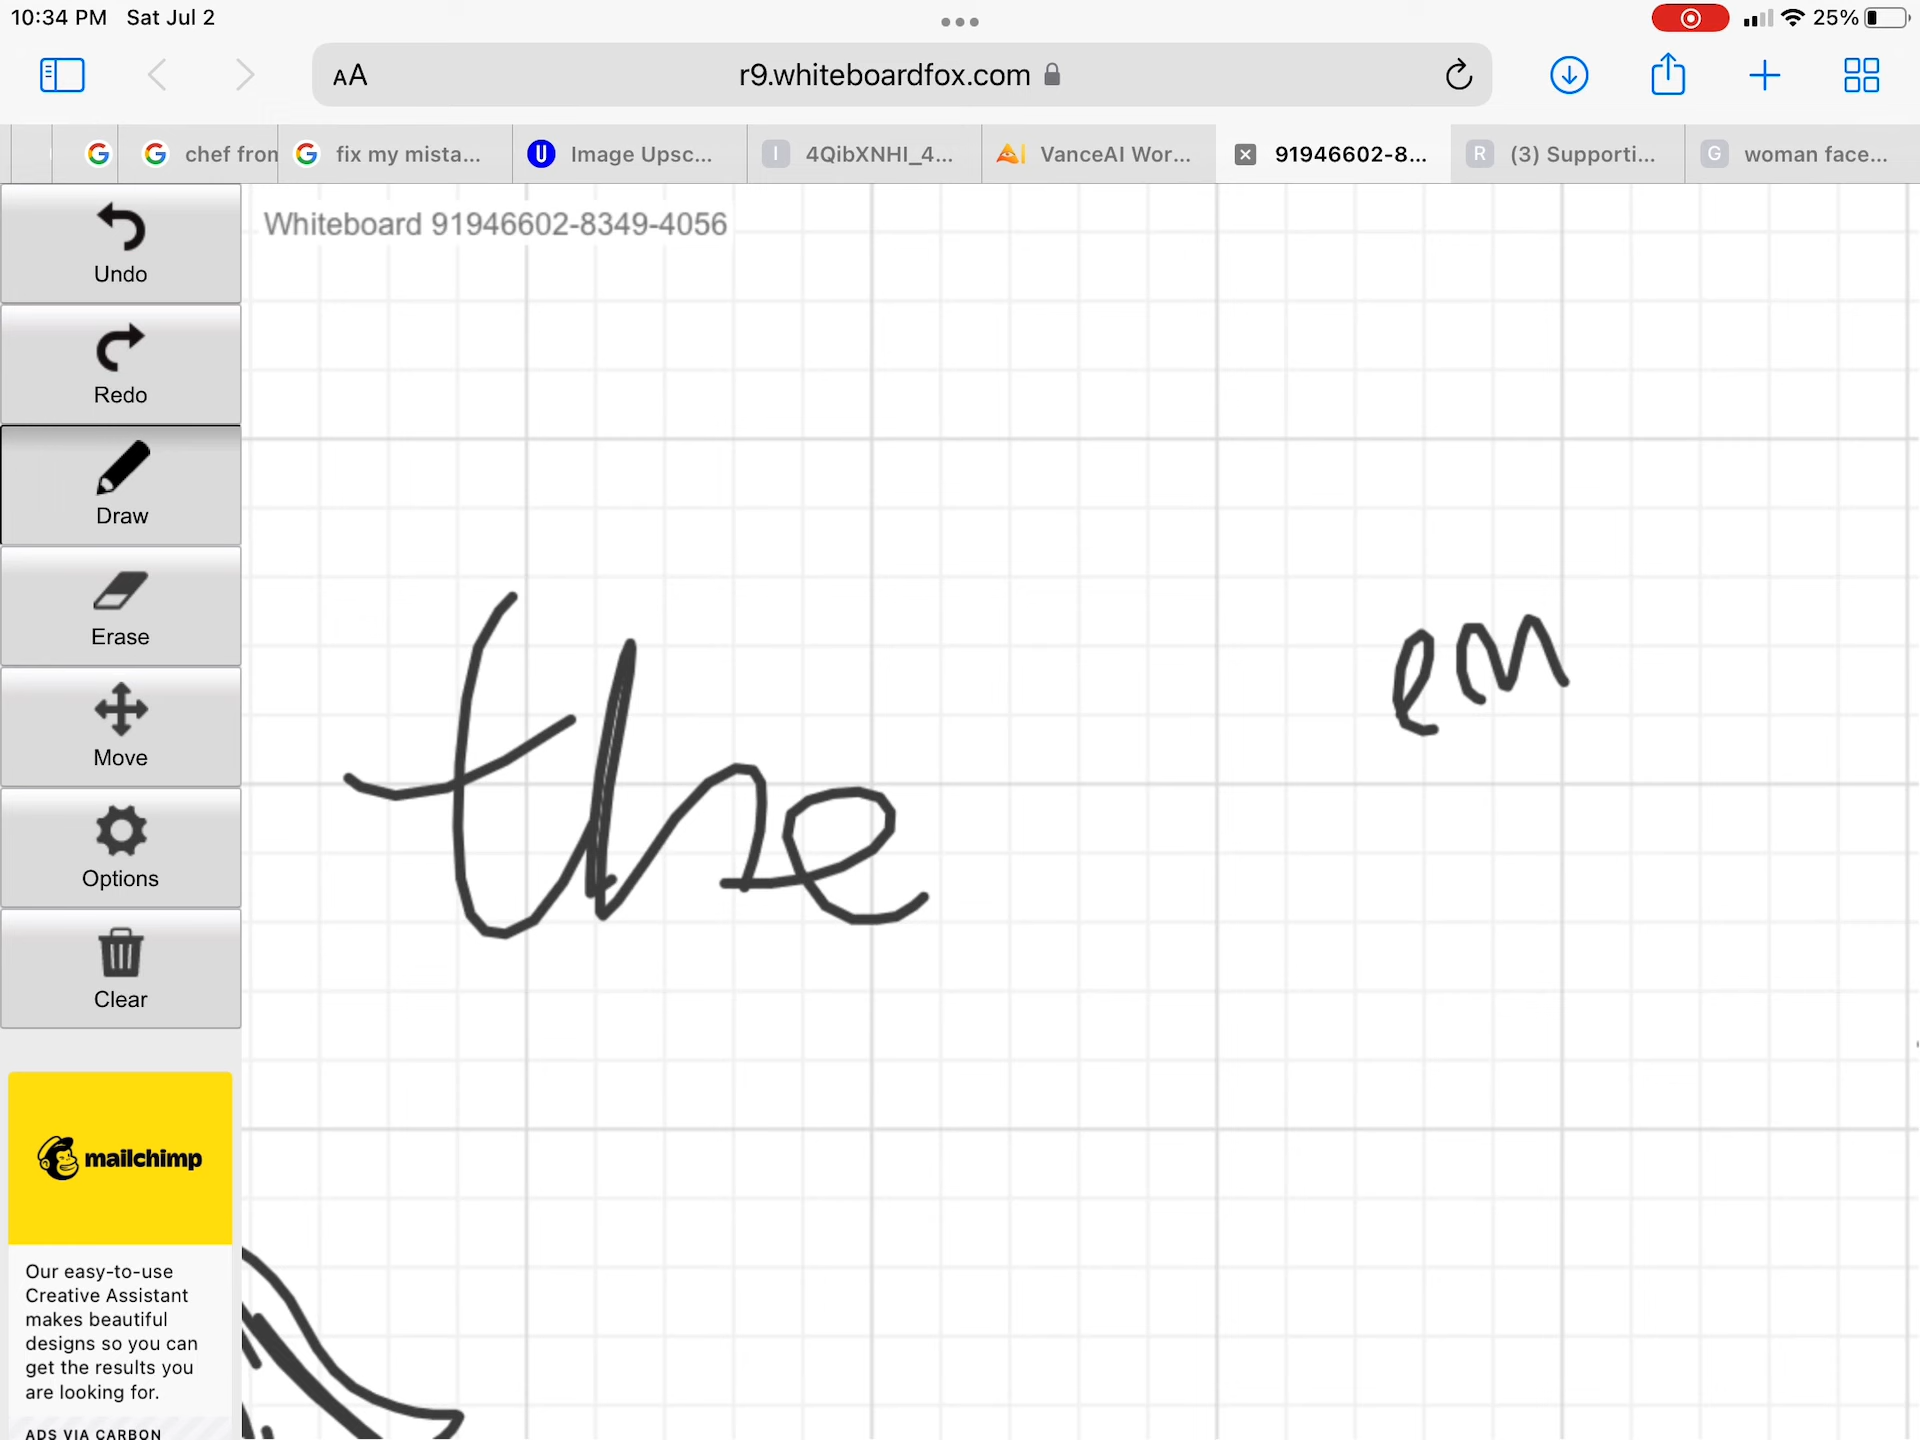 10:34 PM Sat Jul 2
25%
AA r9.whiteboardfox.com
chef fron fix my mista... Image Upsc... 4QibXNHI_4... VanceAI Wor... 91946602-8... (3) Supporti... woman face...
Whiteboard 91946602-8349-4056
Undo
Redo
Draw
Erase
Move
Options
Clear
the en
mailchimp
Our easy-to-use
Creative Assistant
makes beautiful
designs so you can
get the results you
are looking for.
ADS VIA CARBON